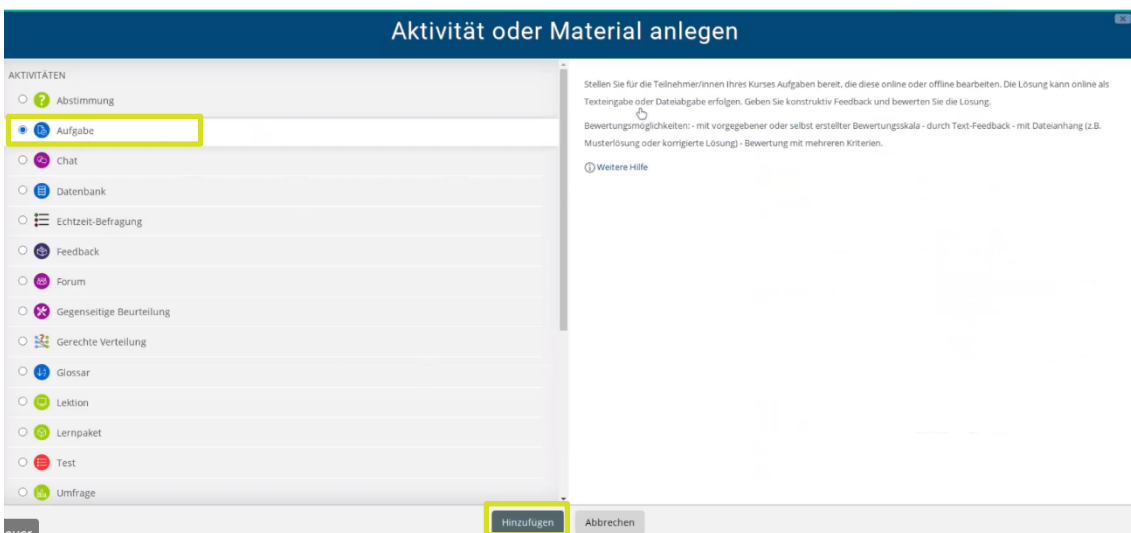 Aktivität oder Material anlegen
AKTIVITÄTEN
Abstimmung
Aufgabe
Chat
Datenbank
Echtzeit-Befragung
Feedback
Forum
Gegenseitige Beurteilung
Gerechte Verteilung
Glossar
Lektion
Lernpaket
Test
Umfrage
Stellen Sie für die Teilnehmer/innen Ihres Kurses Aufgaben bereit, die diese online oder offline bearbeiten. Die Lösung kann online als
Texteingabe oder Dateiabgabe erfolgen. Geben Sie konstruktiv Feedback und bewerten Sie die Lösung.
Bewertungsmöglichkeiten: - mit vorgegebener oder selbst erstellter Bewertungsskala - durch Text-Feedback - mit Dateianhang (z.B.
Musterlösung oder korrigierte Lösung) - Bewertung mit mehreren Kriterien.
Weitere Hilfe
Hinzufügen
Abbrechen